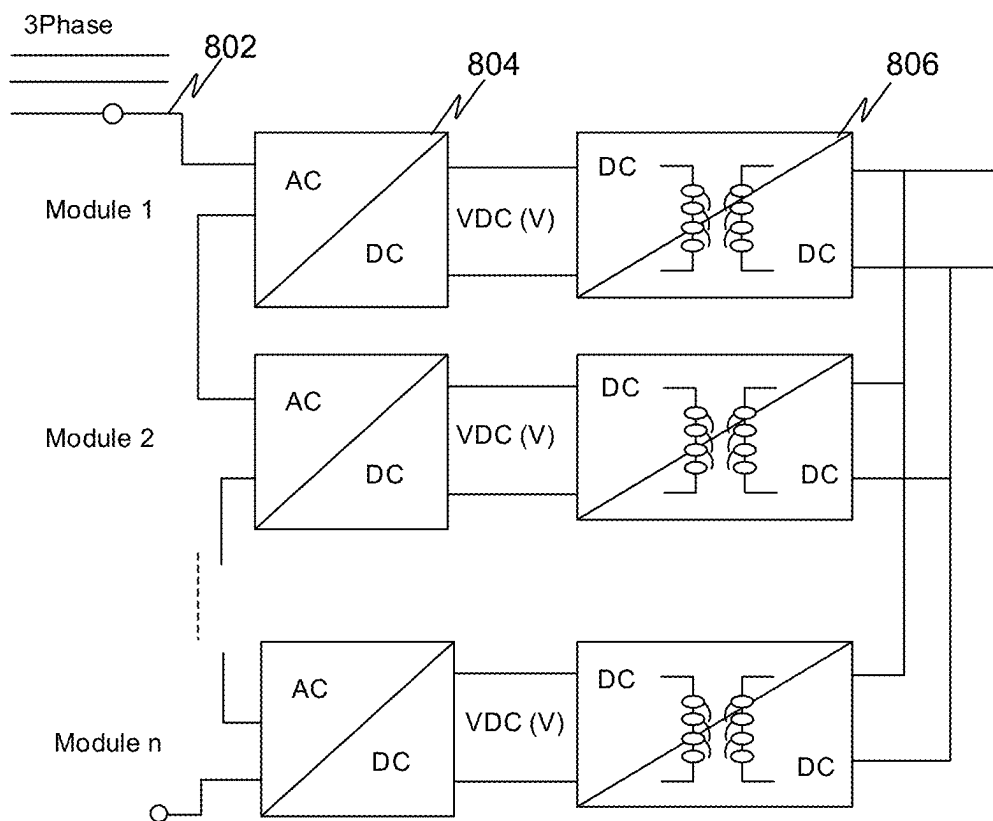 3Phase
802
804
806
AC
DC
Module 1
VDC (V)
DC
DC
AC
DC
Module 2
VDC (V)
DC
DC
AC
DC
Module n
VDC (V)
DC
DC